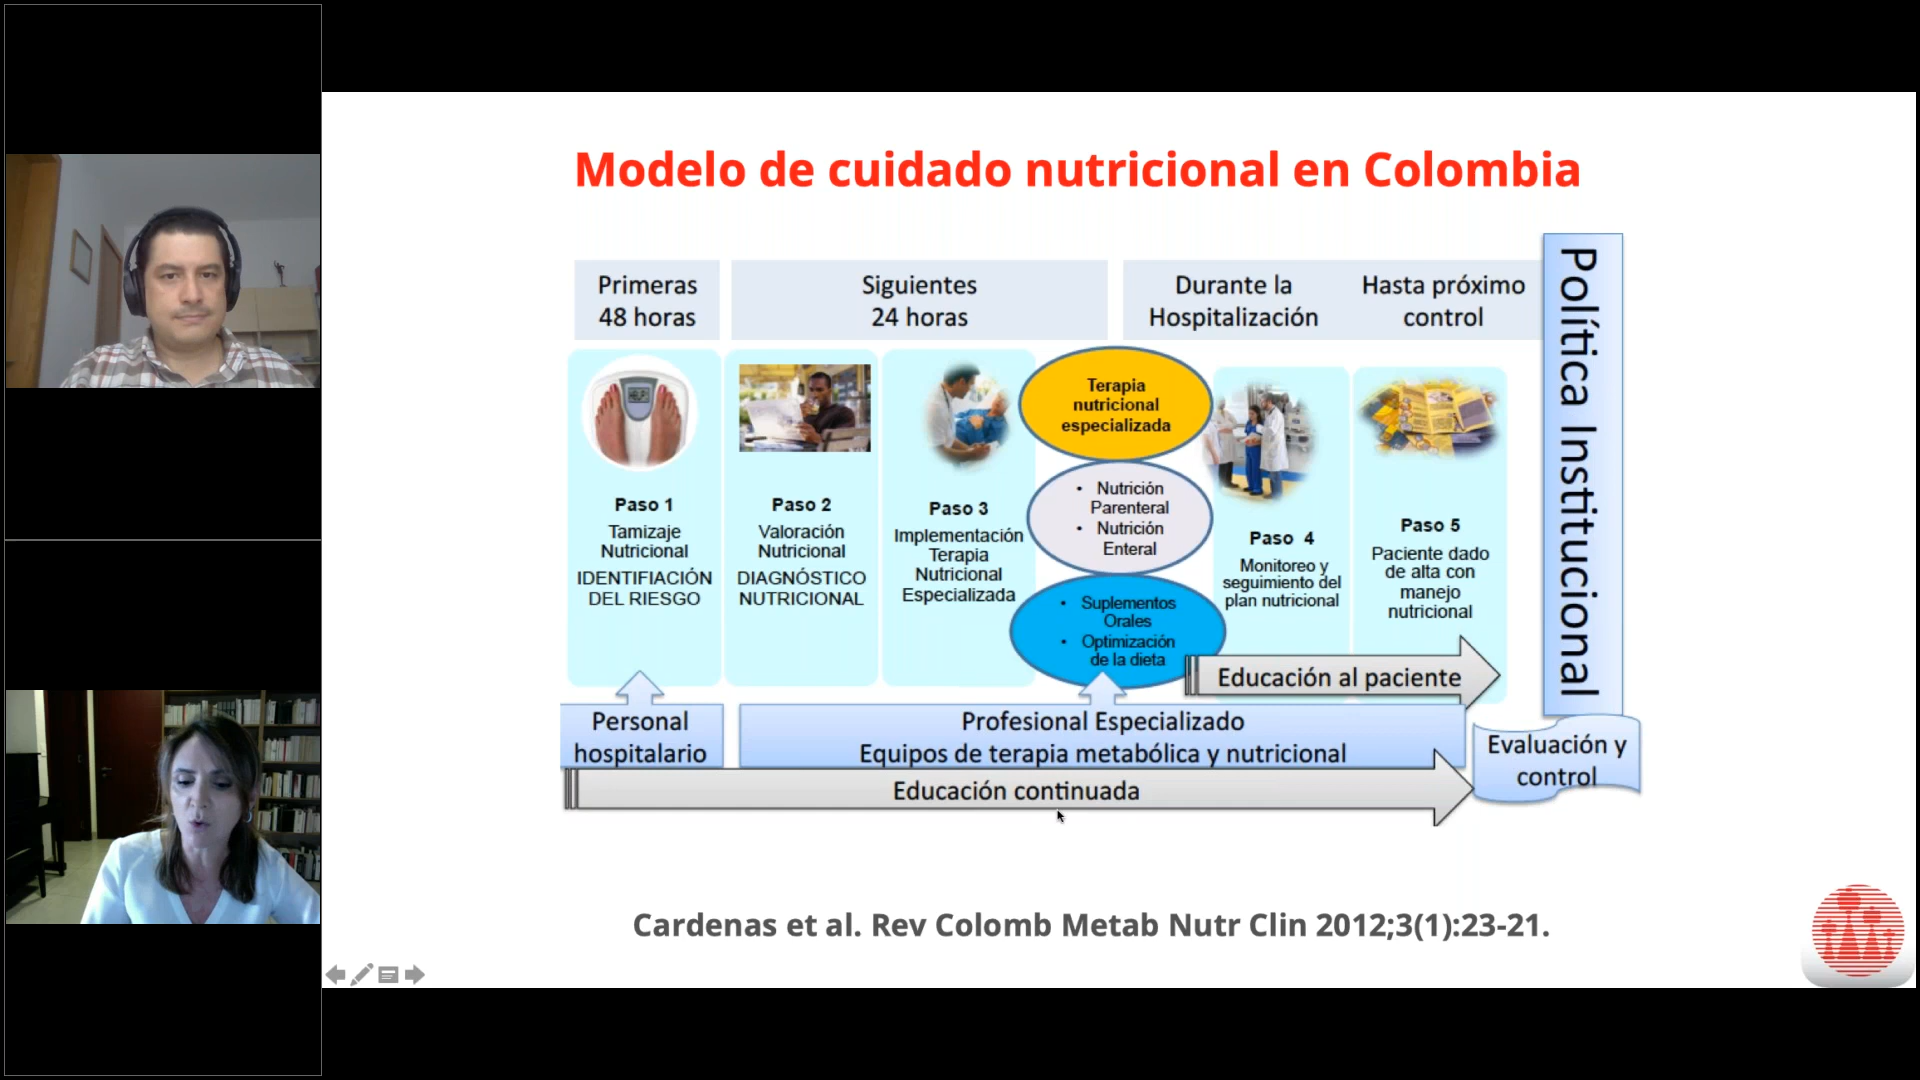 Modelo de cuidado nutricional en Colombia
Primeras
48 horas
Siguientes
24 horas
Durante la
Hospitalización
Hasta próximo
control
Política Institucional
Paso 1
Tamizaje
Nutricional
IDENTIFIACIÓN
DEL RIESGO
Paso 2
Valoración
Nutricional
DIAGNÓSTICO
NUTRICIONAL
Paso 3
Implementación
Terapia
Nutricional
Especializada
Terapia
nutricional
especializada
• Nutrición
Parenteral
• Nutrición
Enteral
• Suplementos
Orales
• Optimización
de la dieta
Paso 4
Monitoreo y
seguimiento del
plan nutricional
Paso 5
Paciente dado
de alta con
manejo
nutricional
Educación al paciente
Personal
hospitalario
Profesional Especializado
Equipos de terapia metabólica y nutricional
Evaluación y
control
Educación continuada
Cardenas et al. Rev Colomb Metab Nutr Clin 2012;3(1):23-21.